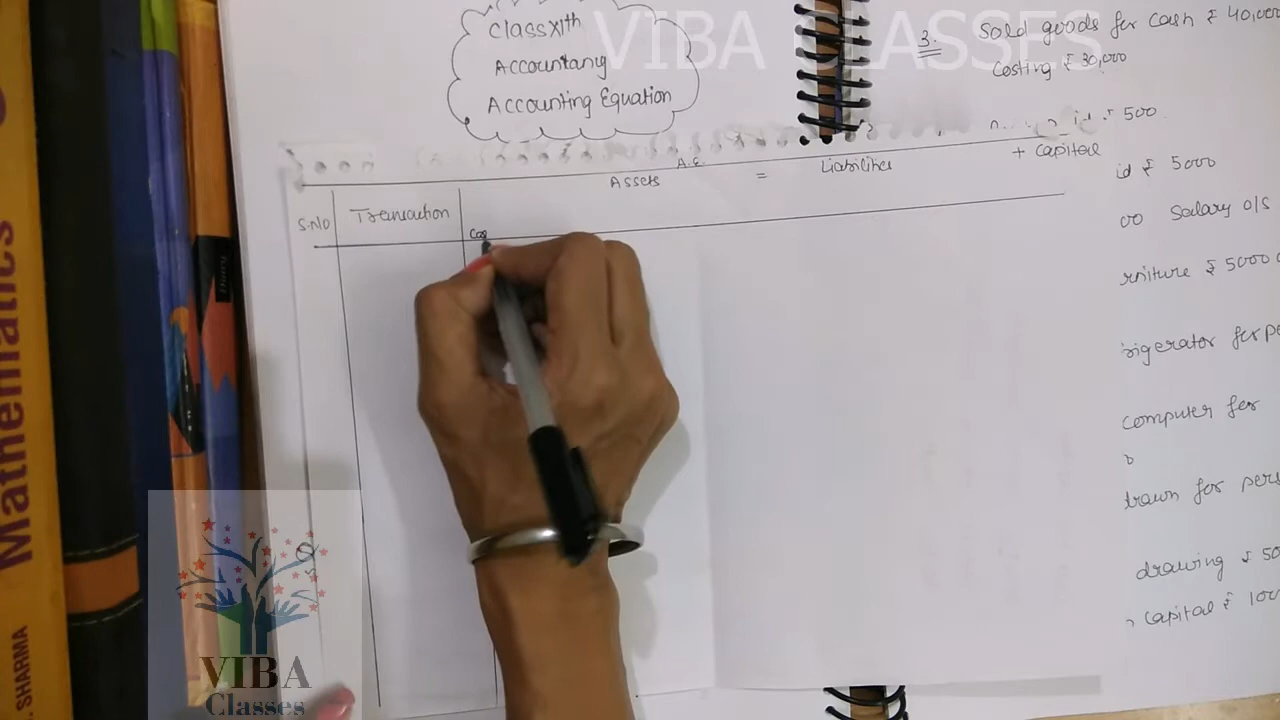 VIBA CLASSES
Class XIth
Accountancy
Accounting Equation
3. Sold goods for cash ₹ 40,000
Costing ₹ 30,000
500
A.E.
Assets = Liabilities + Capital
S.NO Transaction
₹ 5000
00 Salary O/S
rniture ₹ 5000
rigerator for pe
computer for
rawn for pers
drawing ₹ 50
Capital ₹ 100
Mathematics
. SHARMA
VIBA
Classes